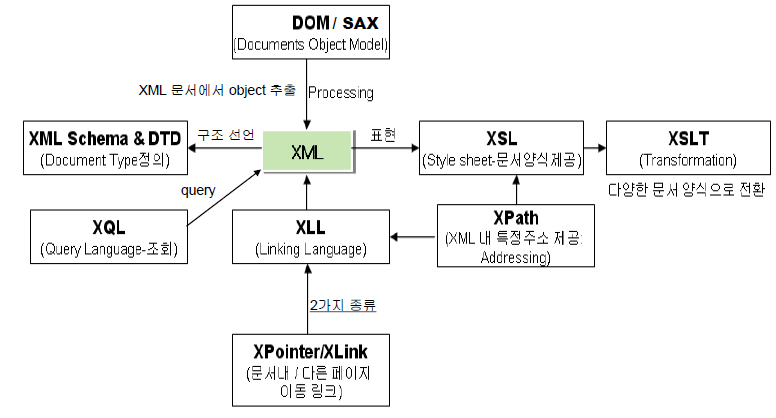 DOM / SAX
(Documents Object Model)
XML 문서에서 object 추출
Processing
XML Schema & DTD
(Document Type정의)
구조 선언
XML
표현
XSL
(Style sheet-문서양식제공)
XSLT
(Transformation)
다양한 문서 양식으로 전환
query
XQL
(Query Language-조회)
XLL
(Linking Language)
XPath
(XML 내 특정주소 제공:
Addressing)
2가지 종류
XPointer/XLink
(문서내 / 다른 페이지
이동 링크)